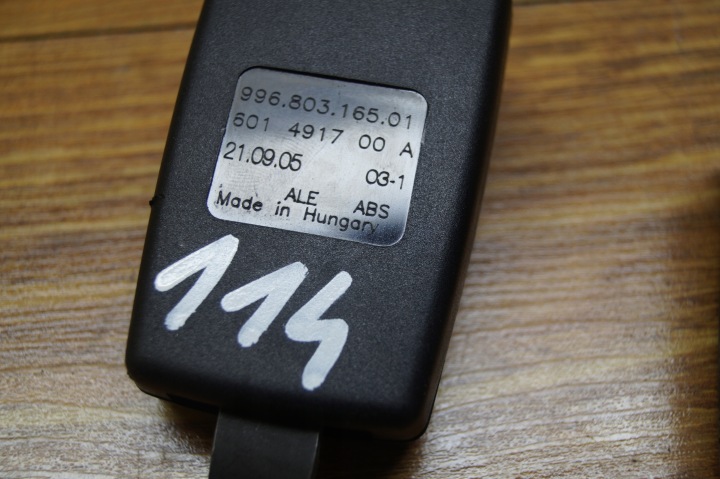 996.803.165.01
601 4917 00 A
21.09.05 03-1
ALE ABS
Made in Hungary
114